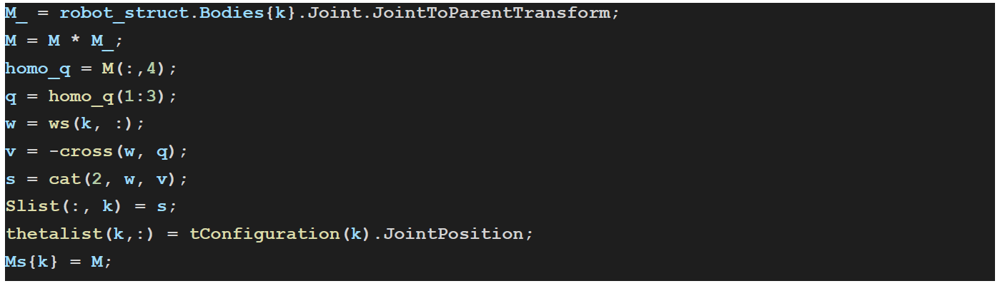 M_ = robot_struct.Bodies{k}.Joint.JointToParentTransform;
M = M * M_;
homo_q = M(:,4);
q = homo_q(1:3);
w = ws(k, :);
v = -cross(w, q);
s = cat(2, w, v);
Slist(:, k) = s;
thetalist(k,:) = tConfiguration(k).JointPosition;
Ms{k} = M;